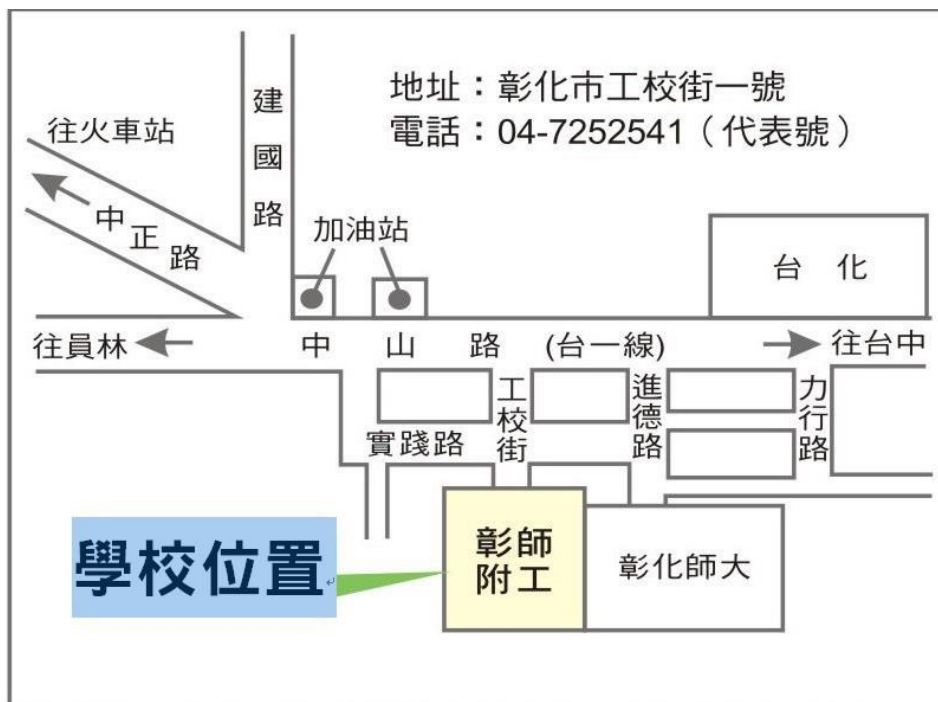 地址：彰化市工校街一號
電話：04-7252541（代表號）
建國路
往火車站
中正路
加油站
台化
往員林
中山路(台一線)
往台中
工校街
進德路
力行路
實踐路
學校位置
彰師
附工
彰化師大